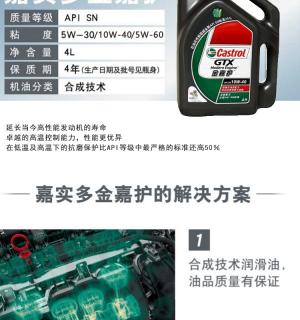 嘉实多金嘉护
质量等级 API SN
粘 度 5W-30/10W-40/5W-60
净 含 量 4L
保 质 期 4年(生产日期及批号见瓶身)
机油分类 合成技术
Castrol
GTX
Modern Engine
金嘉护
10W-40
延长当今高性能发动机的寿命
卓越的高温控制能力，性能更优异
在低温及高温下的抗磨保护比API等级中最严格的标准还高50%
嘉实多金嘉护的解决方案
1
合成技术润滑油，
油品质量有保证